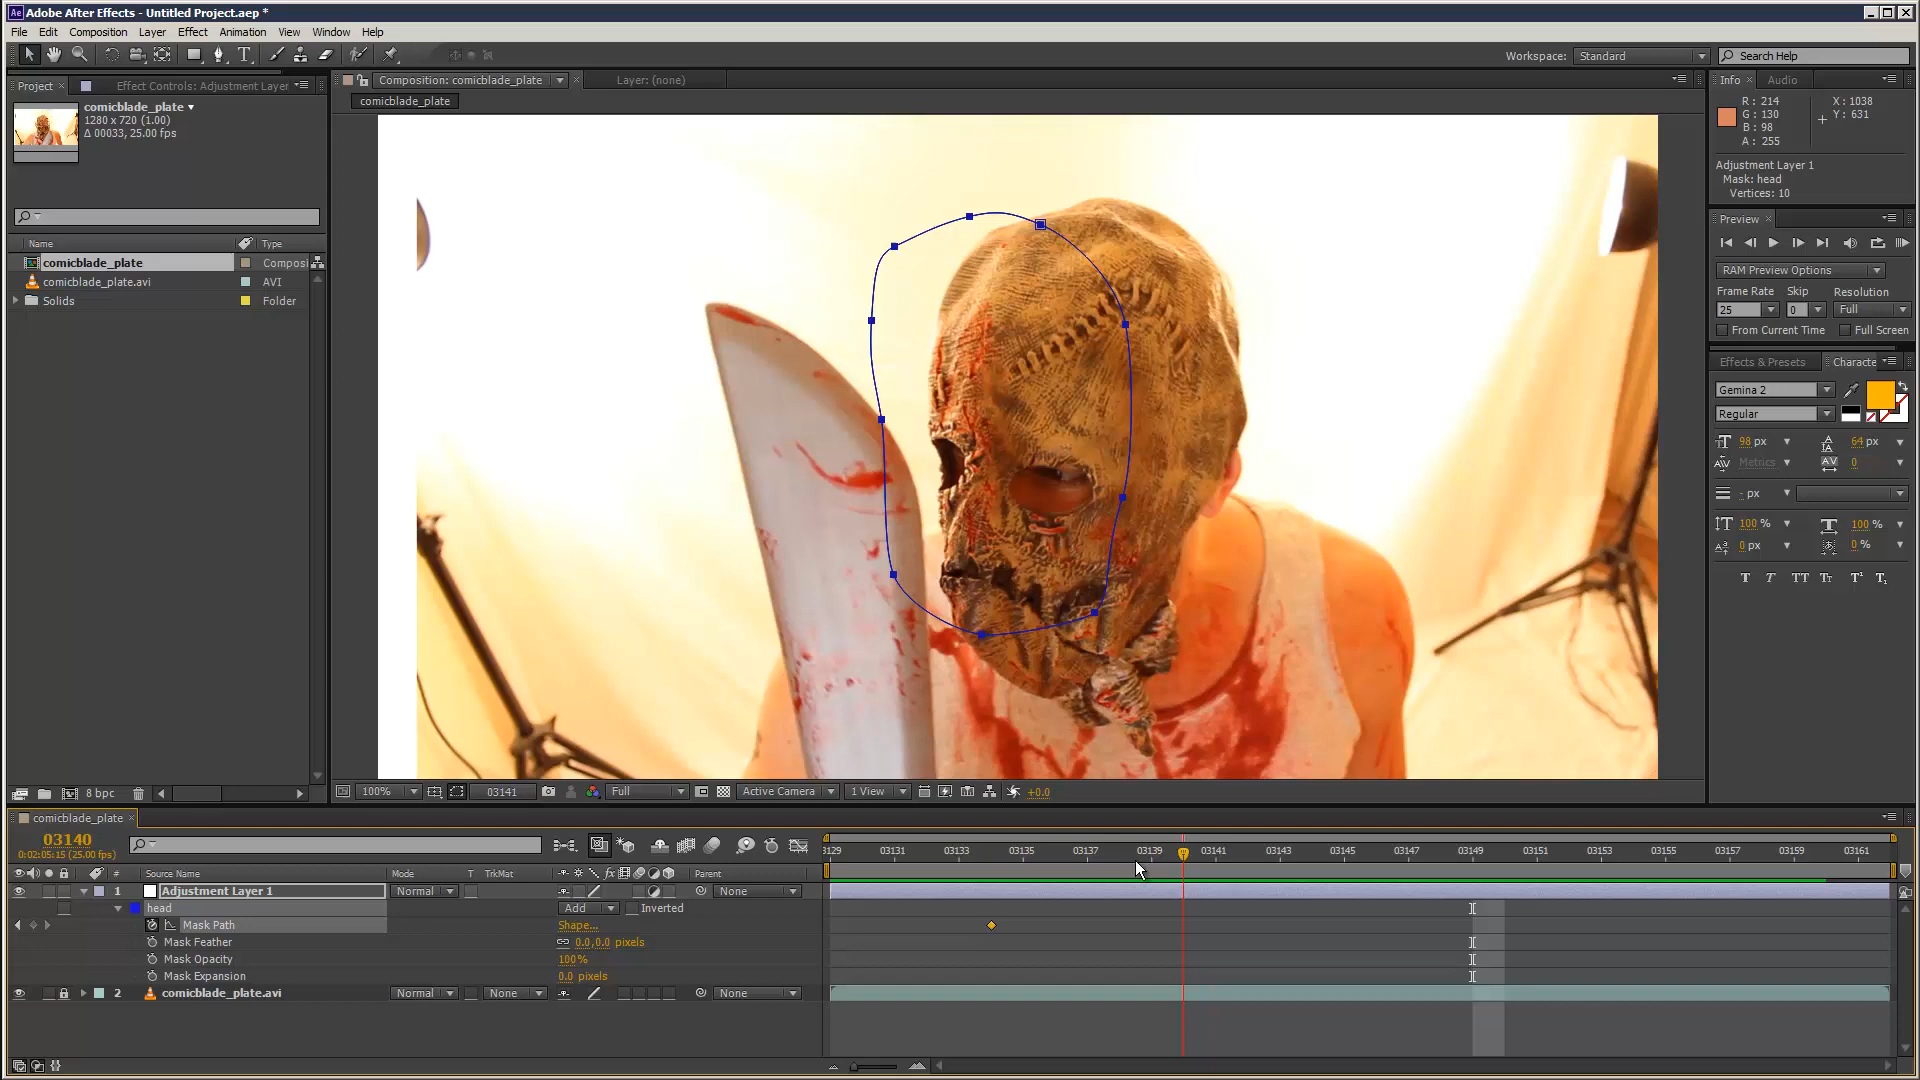 Adobe After Effects - Untitled Project.aep *
File Edit Composition Layer Effect Animation View Window Help
Workspace: Standard Search Help
Project Effect Controls: Adjustment Layer
Composition: comicblade_plate Layer: (none)
comicblade_plate
comicblade_plate
1280 x 720 (1.00)
Δ 00033, 25.00 fps
Name Type
comicblade_plate Composi
comicblade_plate.avi AVI
Solids Folder
8 bpc
100% 03141 Full Active Camera 1 View +0.0
Info Audio
R : 214 X : 1038
G : 130 Y : 631
B : 98
A : 255
Adjustment Layer 1
Mask: head
Vertices: 10
Preview
RAM Preview Options
Frame Rate Skip Resolution
25 0 Full
From Current Time Full Screen
Effects & Presets Characte
Gemina 2
Regular
98 px 64 px
Metrics 0
- px
100 % 100 %
0 px 0 %
comicblade_plate
03140
0:02:05:15 (25.00 fps)
# Source Name Mode T TrkMat Parent
1 Adjustment Layer 1 Normal None
head Add Inverted
Mask Path Shape...
Mask Feather 0.0,0.0 pixels
Mask Opacity 100%
Mask Expansion 0.0 pixels
2 comicblade_plate.avi Normal None None
3129 03131 03133 03135 03137 03139 03141 03143 03145 03147 03149 03151 03153 03155 03157 03159 03161